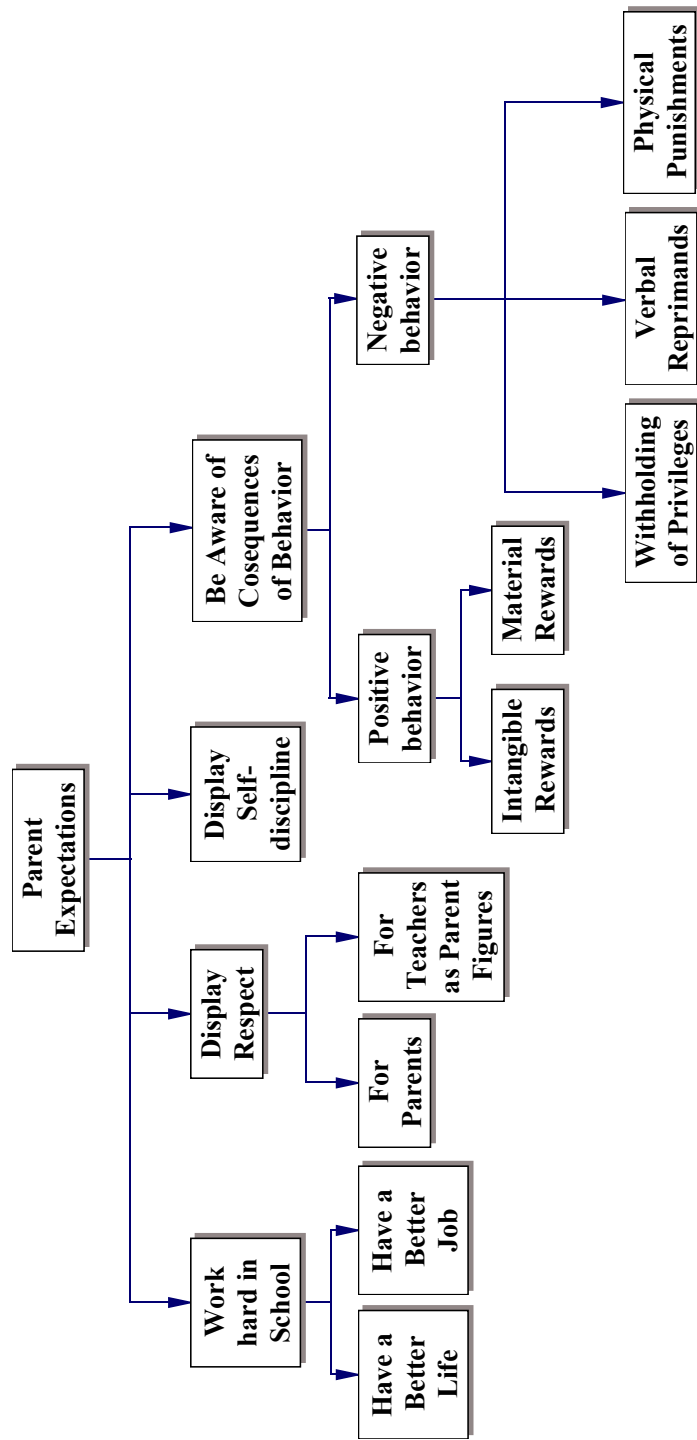 Parent
Expectations
Work
hard in
School
Display
Respect
Display
Self-
discipline
Be Aware of
Cosequences
of Behavior
Have a
Better
Life
Have a
Better
Job
For
Parents
For
Teachers
as Parent
Figures
Positive
behavior
Negative
behavior
Intangible
Rewards
Material
Rewards
Withholding
of Privileges
Verbal
Reprimands
Physical
Punishments